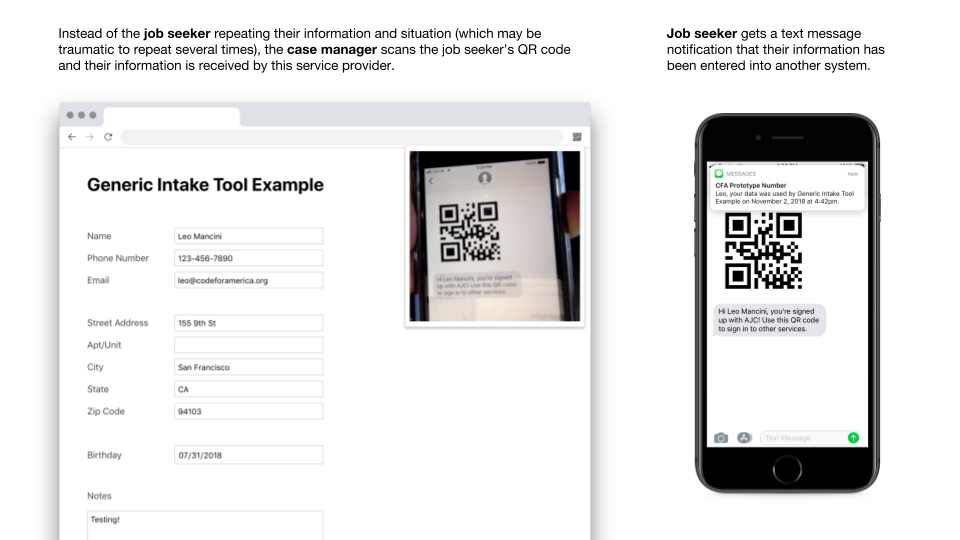 Instead of the job seeker repeating their information and situation (which may be
traumatic to repeat several times), the case manager scans the job seeker's QR code
and their information is received by this service provider.
Job seeker gets a text message
notification that their information has
been entered into another system.
Generic Intake Tool Example
Name
Leo Mancini
Phone Number
123-456-7890
Email
leo@codeforamerica.org
Street Address
155 9th St
Apt/Unit
City
San Francisco
State
CA
Zip Code
94103
Birthday
07/31/2018
Notes
Testing!
Hi Leo Mancini, you're signed
up with AJC! Use this QR code
to sign in to other services.
MESSAGES
now
CFA Prototype Number
Leo, your data was used by Generic Intake Tool
Example on November 2, 2018 at 4:42pm.
Hi Leo Mancini, you're signed
up with AJC! Use this QR code
to sign in to other services.
Text Message